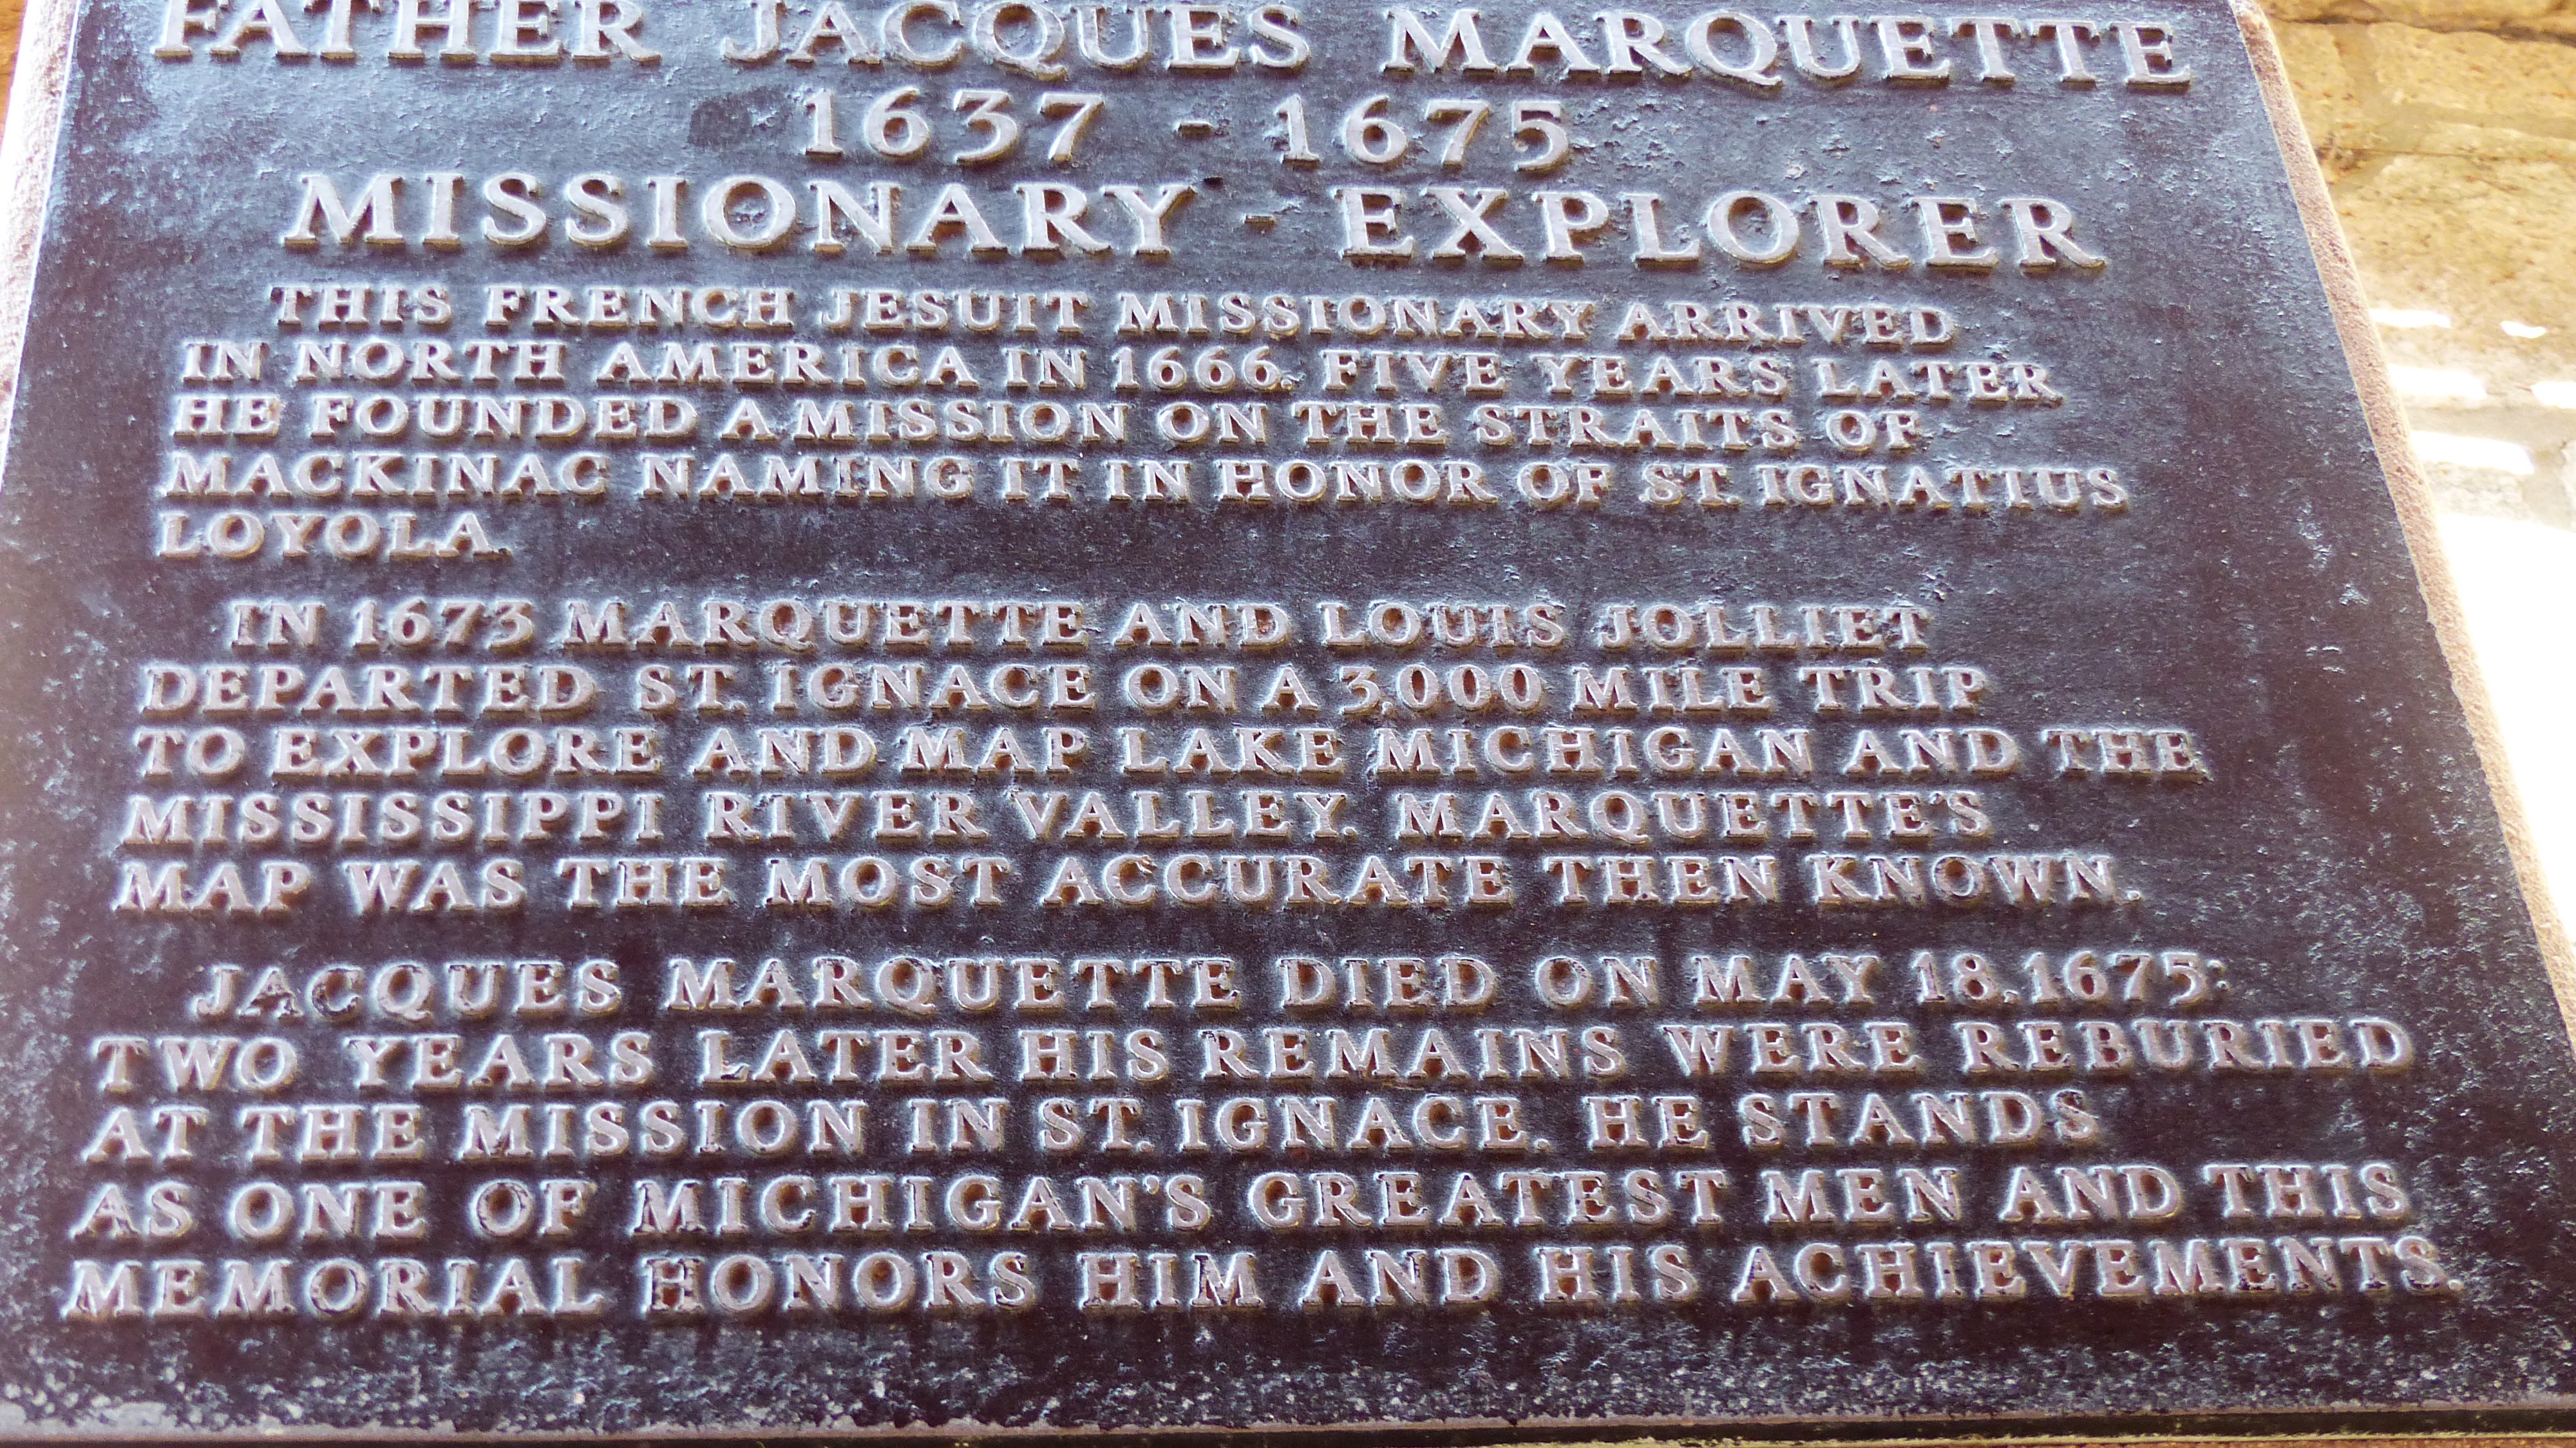 FATHER JACQUES MARQUETTE
1637 - 1675
MISSIONARY - EXPLORER
THIS FRENCH JESUIT MISSIONARY ARRIVED
IN NORTH AMERICA IN 1666. FIVE YEARS LATER
HE FOUNDED A MISSION ON THE STRAITS OF
MACKINAC NAMING IT IN HONOR OF ST. IGNATIUS
LOYOLA.
IN 1673 MARQUETTE AND LOUIS JOLLIET
DEPARTED ST. IGNACE ON A 3,000 MILE TRIP
TO EXPLORE AND MAP LAKE MICHIGAN AND THE
MISSISSIPPI RIVER VALLEY. MARQUETTE'S
MAP WAS THE MOST ACCURATE THEN KNOWN.
JACQUES MARQUETTE DIED ON MAY 18, 1675;
TWO YEARS LATER HIS REMAINS WERE REBURIED
AT THE MISSION IN ST. IGNACE. HE STANDS
AS ONE OF MICHIGAN'S GREATEST MEN AND THIS
MEMORIAL HONORS HIM AND HIS ACHIEVEMENTS.